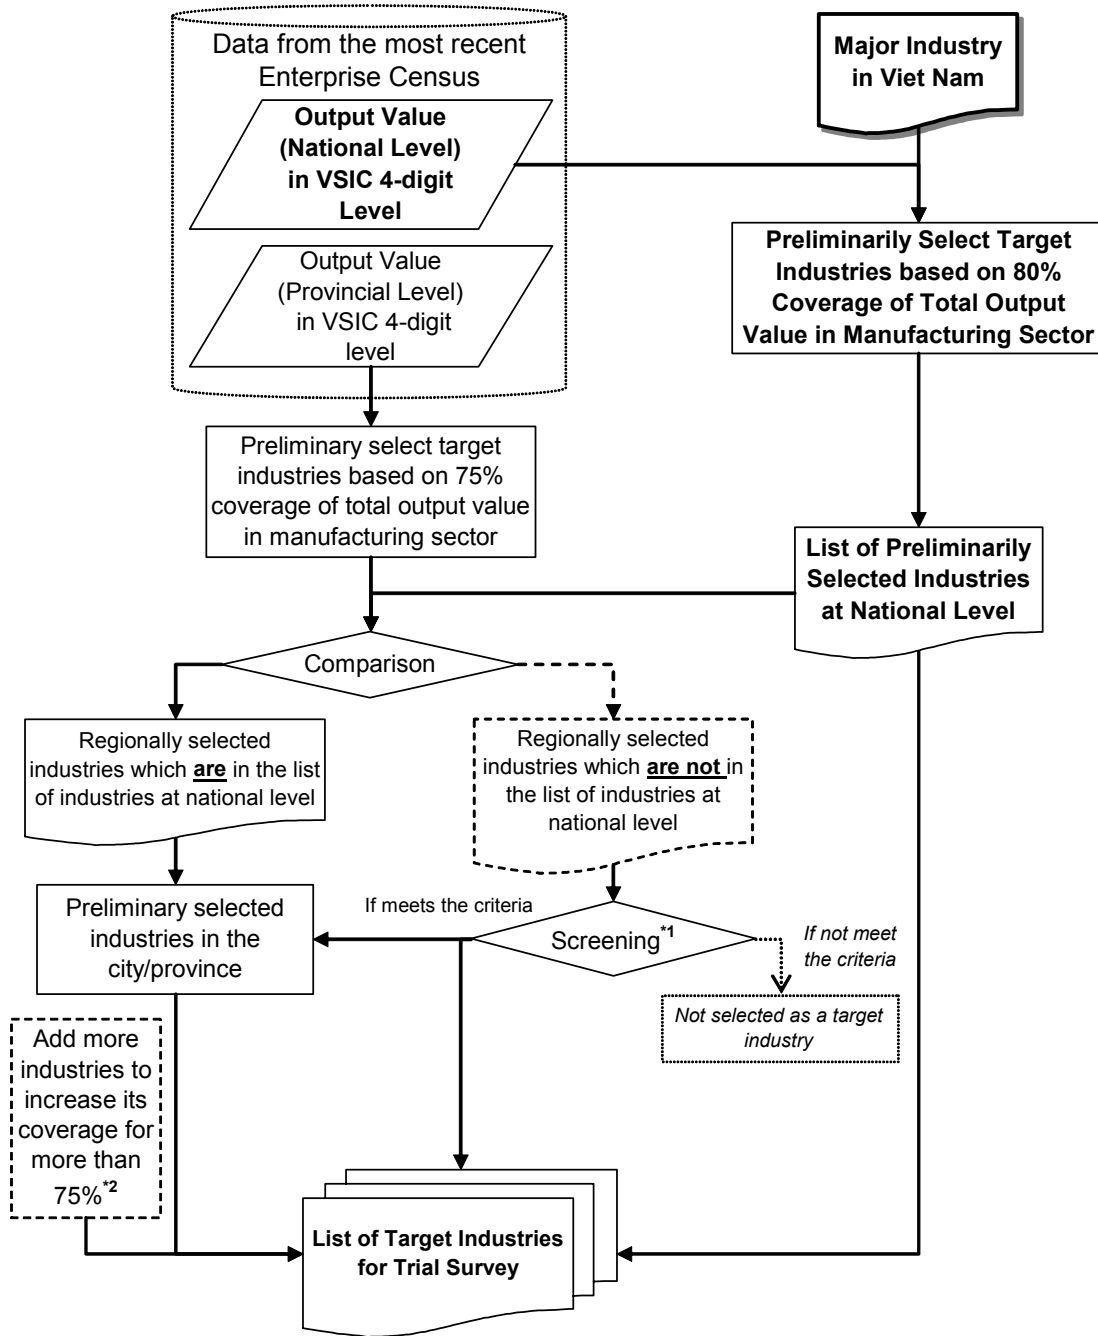 Data from the most recent
Enterprise Census
Output Value
(National Level)
in VSIC 4-digit
Level
Output Value
(Provincial Level)
in VSIC 4-digit
level
Major Industry
in Viet Nam
Preliminarily Select Target
Industries based on 80%
Coverage of Total Output
Value in Manufacturing Sector
Preliminary select target
industries based on 75%
coverage of total output value
in manufacturing sector
List of Preliminarily
Selected Industries
at National Level
Comparison
Regionally selected
industries which are in the list
of industries at national level
Regionally selected
industries which are not in
the list of industries at
national level
Preliminary selected
industries in the
city/province
If meets the criteria
Screening*1
If not meet
the criteria
Not selected as a target
industry
Add more
industries to
increase its
coverage for
more than
75%*2
List of Target Industries
for Trial Survey